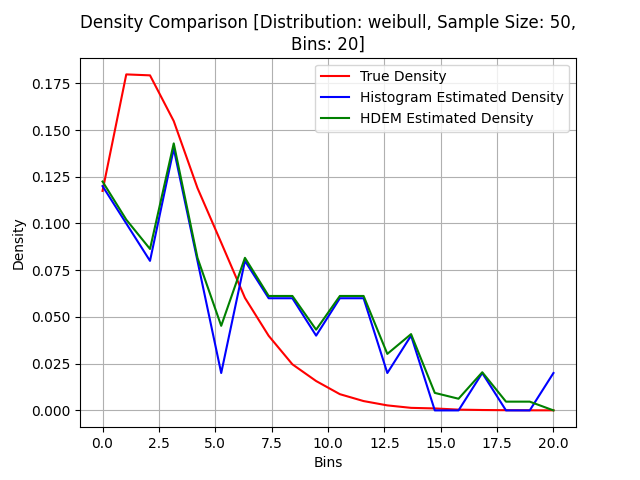 Density Comparison [Distribution: weibull, Sample Size: 50,
Bins: 20]
True Density
Histogram Estimated Density
HDEM Estimated Density
Density
0.175
0.150
0.125
0.100
0.075
0.050
0.025
0.000
0.0 2.5 5.0 7.5 10.0 12.5 15.0 17.5 20.0
Bins